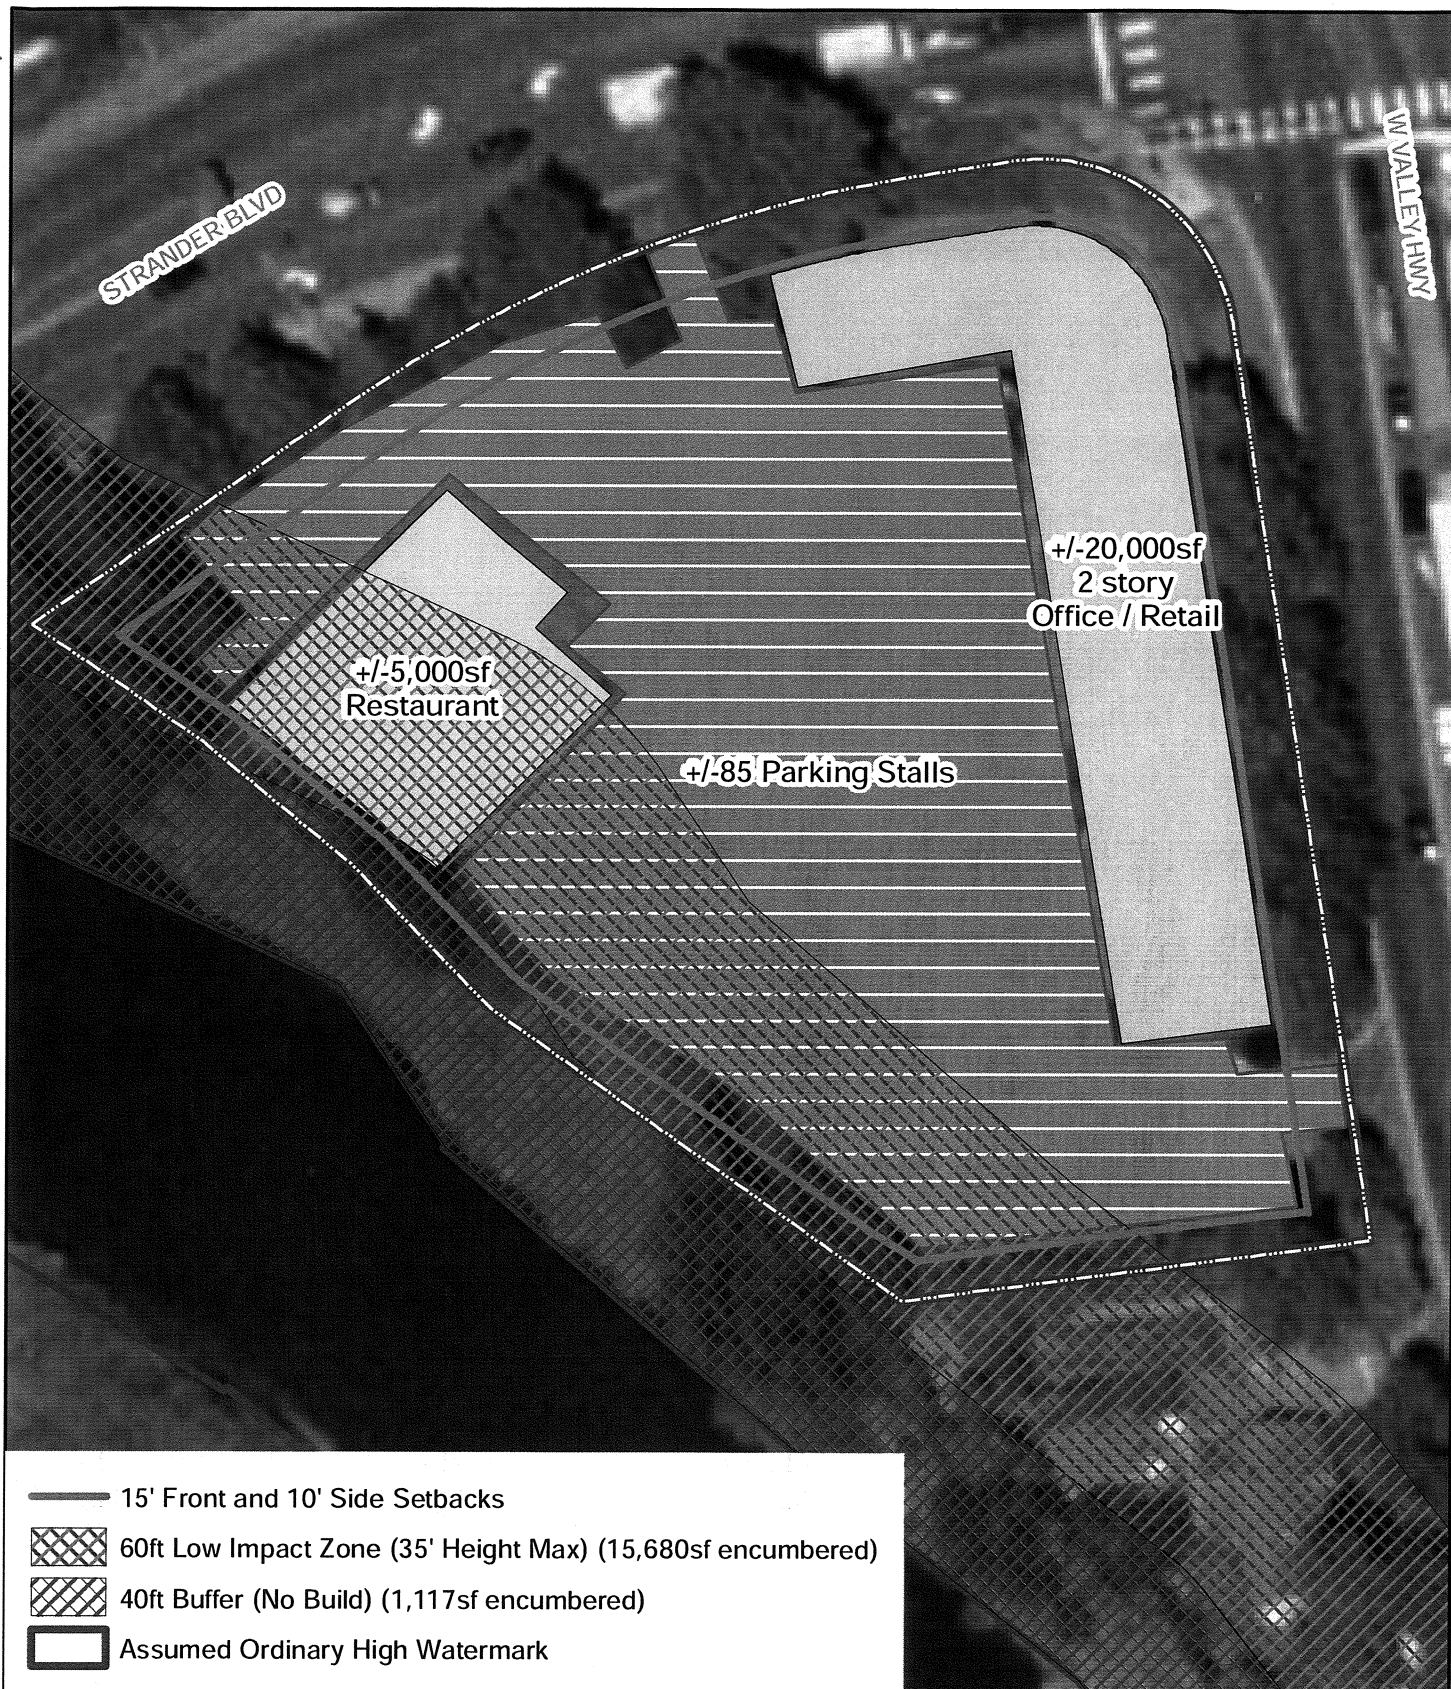 STRANDER BLVD
W VALLEY HWY
+/-20,000sf
2 story
Office / Retail
+/-5,000sf
Restaurant
+/-85 Parking Stalls
15' Front and 10' Side Setbacks
60ft Low Impact Zone (35' Height Max) (15,680sf encumbered)
40ft Buffer (No Build) (1,117sf encumbered)
Assumed Ordinary High Watermark